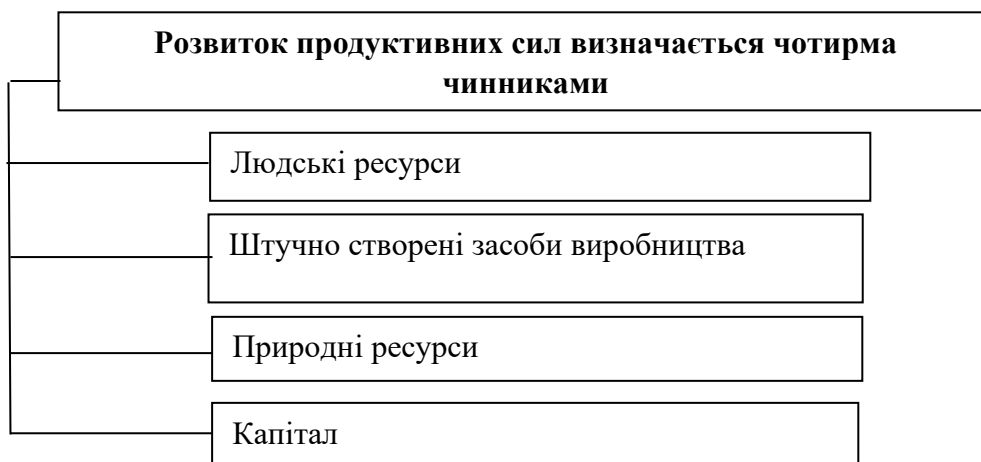 Розвиток продуктивних сил визначається чотирма
чинниками
Людські ресурси
Штучно створені засоби виробництва
Природні ресурси
Капітал